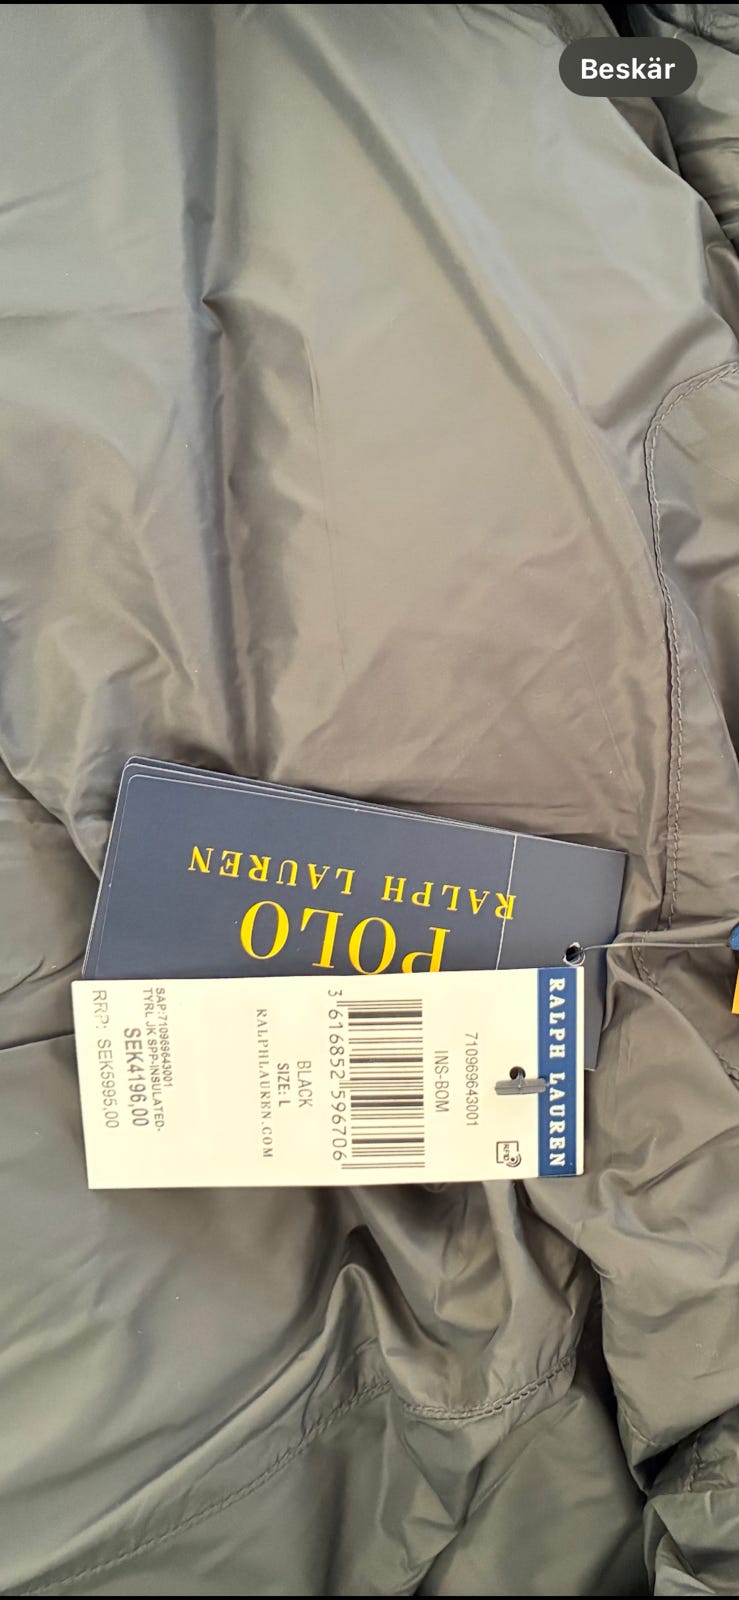 Beskär
POLO
RALPH LAUREN
RALPH LAUREN
RFID
710969643001
INS-BOM
3 616852 596706
BLACK
SIZE: L
RALPHLAUREN.COM
SAP:710969643001
TYRL JK SPP-INSULATED-
SEK4196,00
RRP: SEK5995,00